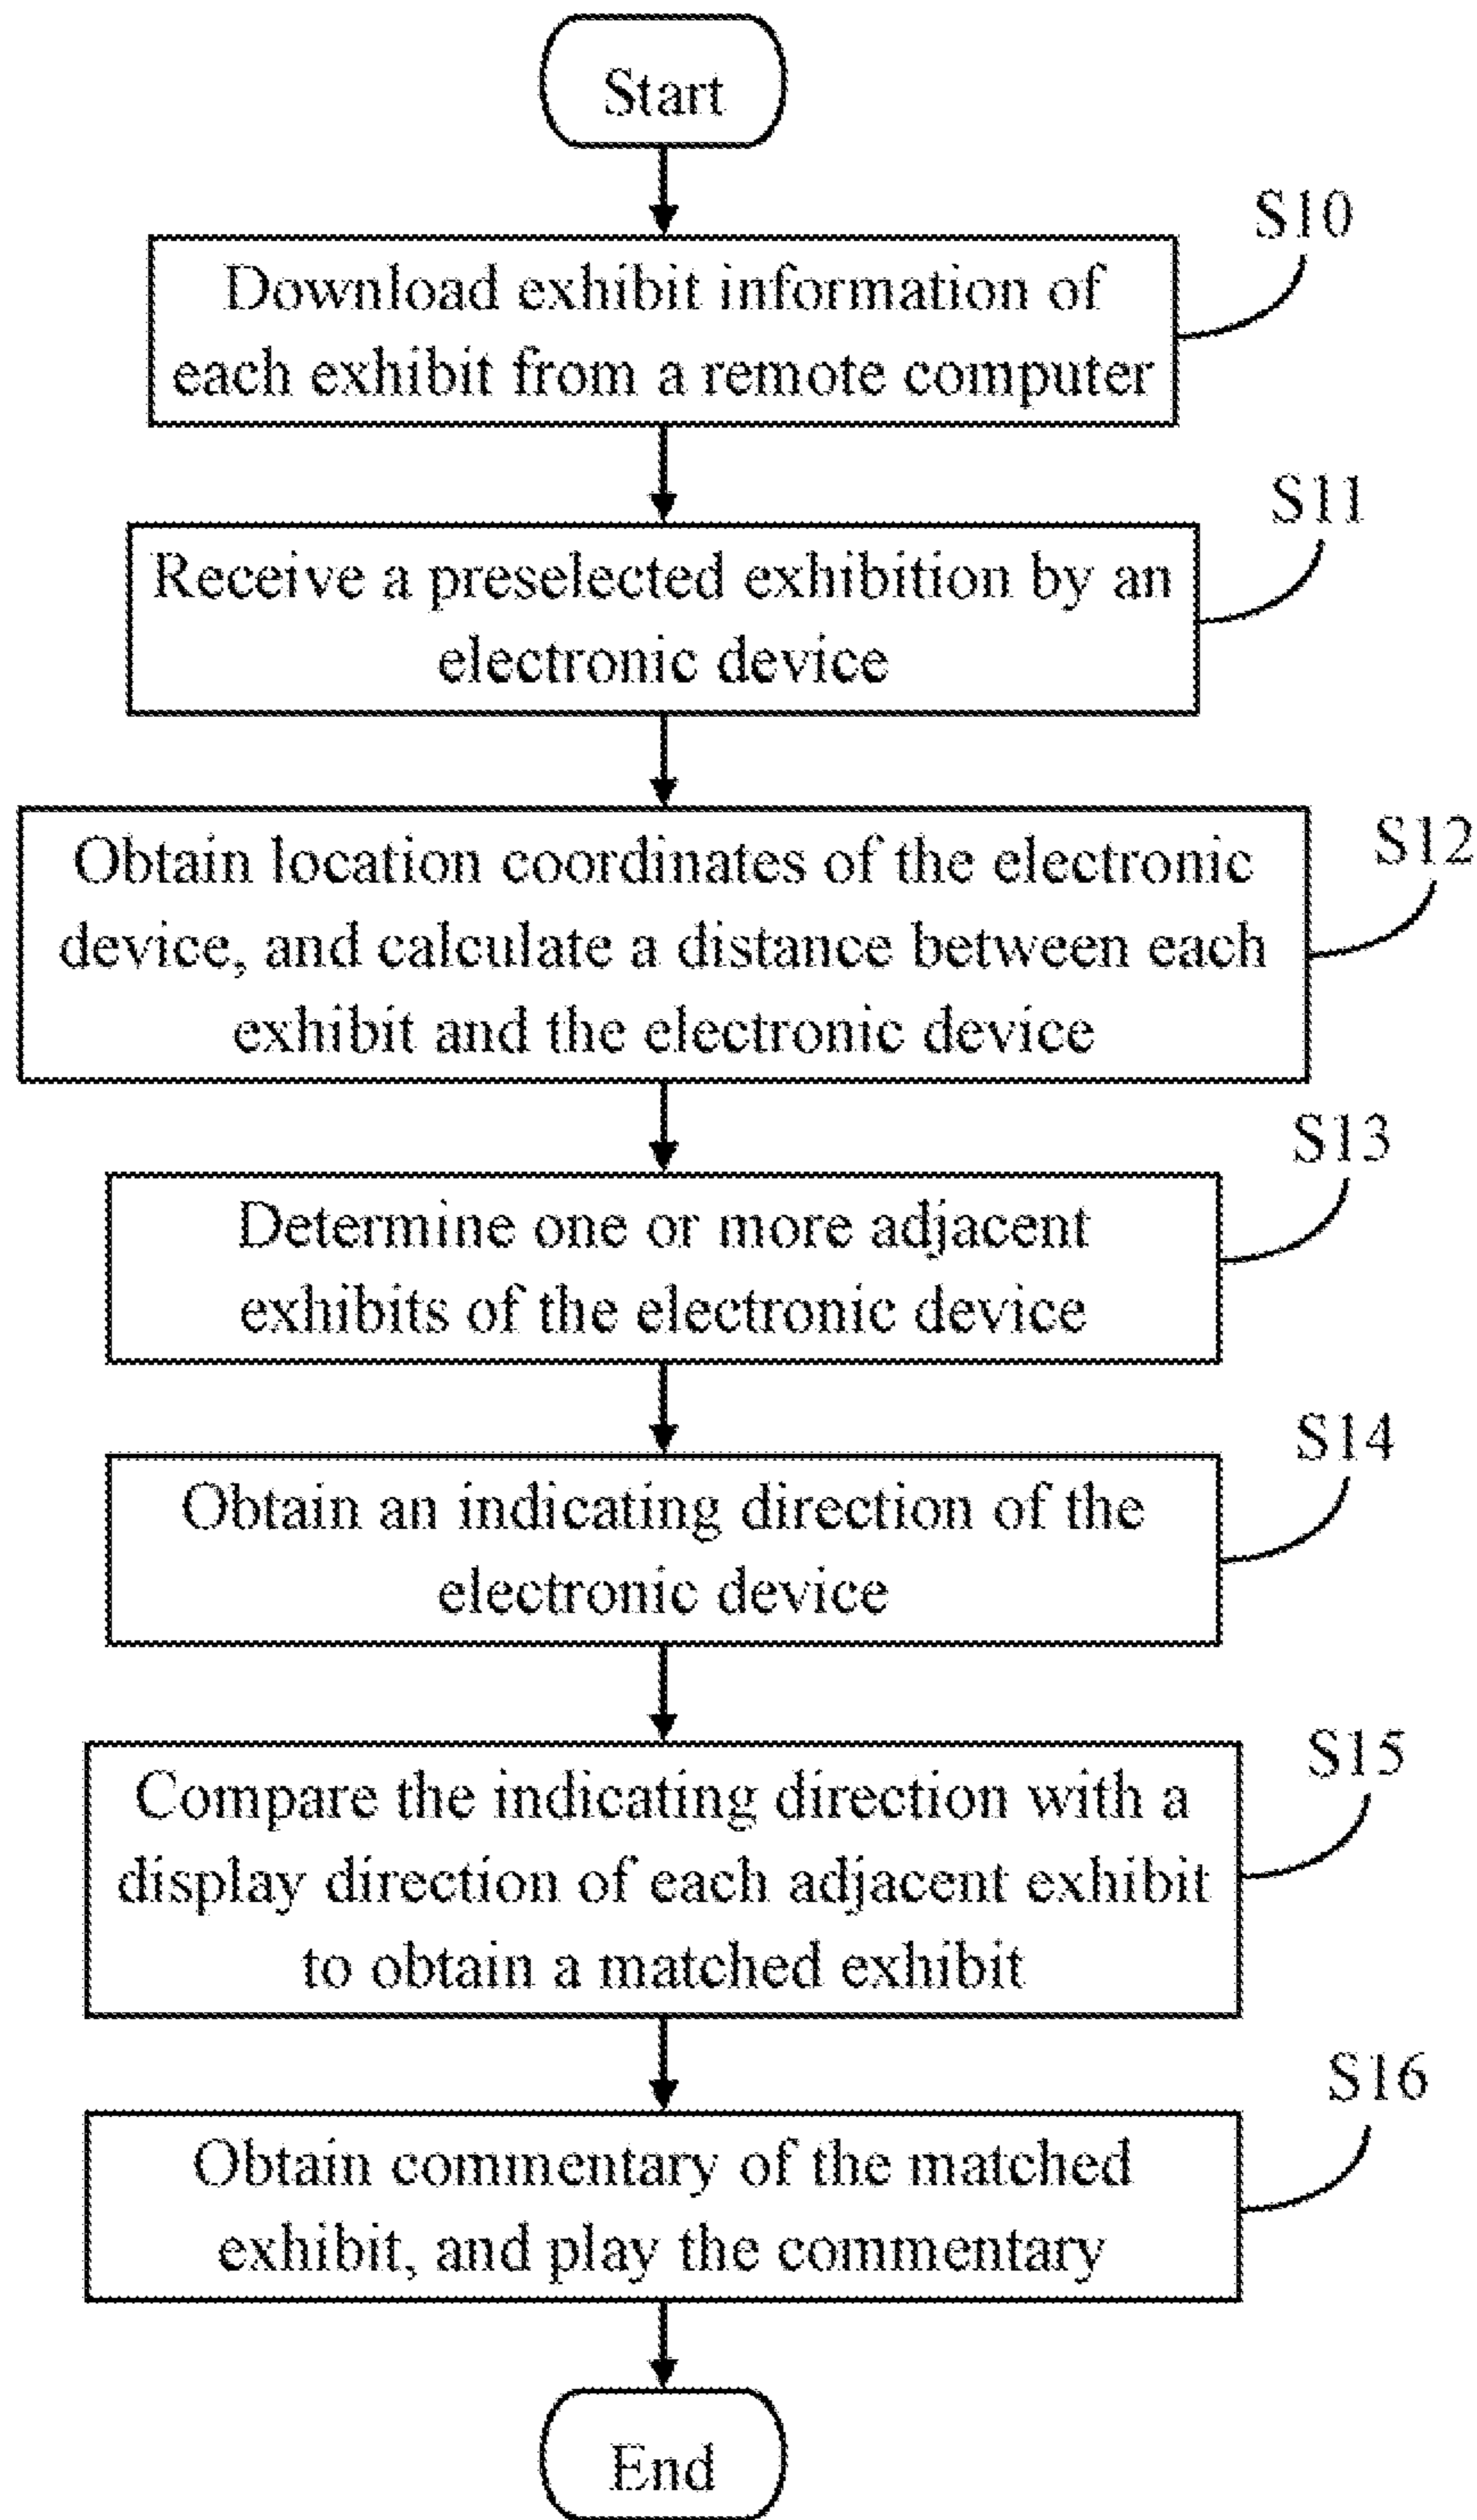 Start
S10
Download exhibit information of
each exhibit from a remote computer
S11
Receive a preselected exhibition by an
electronic device
S12
Obtain location coordinates of the electronic
device, and calculate a distance between each
exhibit and the electronic device
S13
Determine one or more adjacent
exhibits of the electronic device
S14
Obtain an indicating direction of the
electronic device
S15
Compare the indicating direction with a
display direction of each adjacent exhibit
to obtain a matched exhibit
S16
Obtain commentary of the matched
exhibit, and play the commentary
End